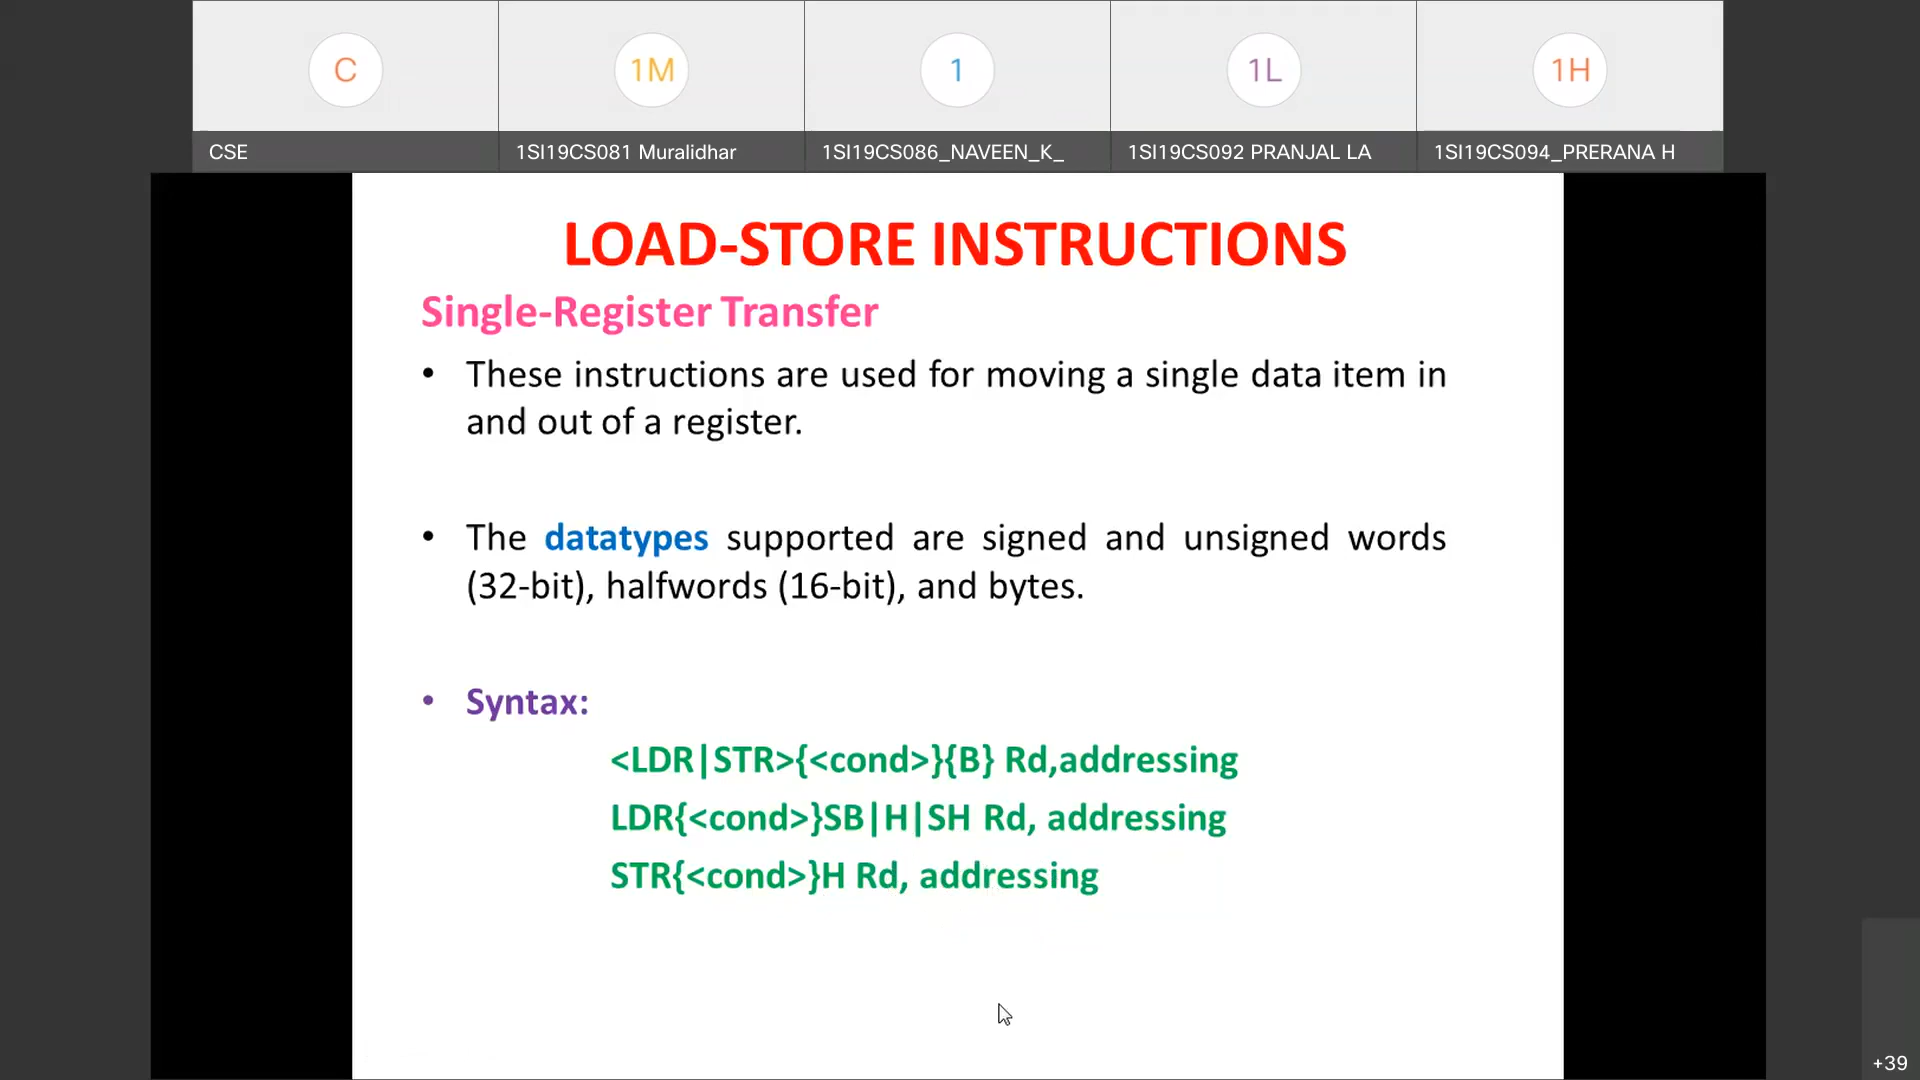 C
1M
1
1L
1H
CSE
1SI19CS081 Muralidhar
1SI19CS086_NAVEEN_K_
1SI19CS092 PRANJAL LA
1SI19CS094_PRERANA H
LOAD-STORE INSTRUCTIONS
Single-Register Transfer
• These instructions are used for moving a single data item in
and out of a register.
• The datatypes supported are signed and unsigned words
(32-bit), halfwords (16-bit), and bytes.
• Syntax:
<LDR|STR>{<cond>}{B} Rd,addressing
LDR{<cond>}SB|H|SH Rd, addressing
STR{<cond>}H Rd, addressing
+39